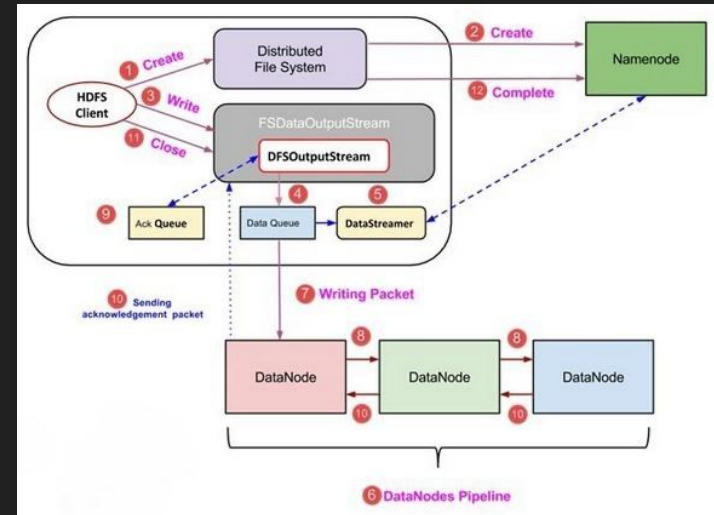 1 Create
Distributed
File System
2 Create
Namenode
12 Complete
HDFS
Client
3 Write
11 Close
FSDataOutputStream
DFSOutputStream
4
5
9
Ack Queue
Data Queue
DataStreamer
10 Sending
acknowledgement packet
7 Writing Packet
DataNode
8
10
DataNode
8
10
DataNode
6 DataNodes Pipeline